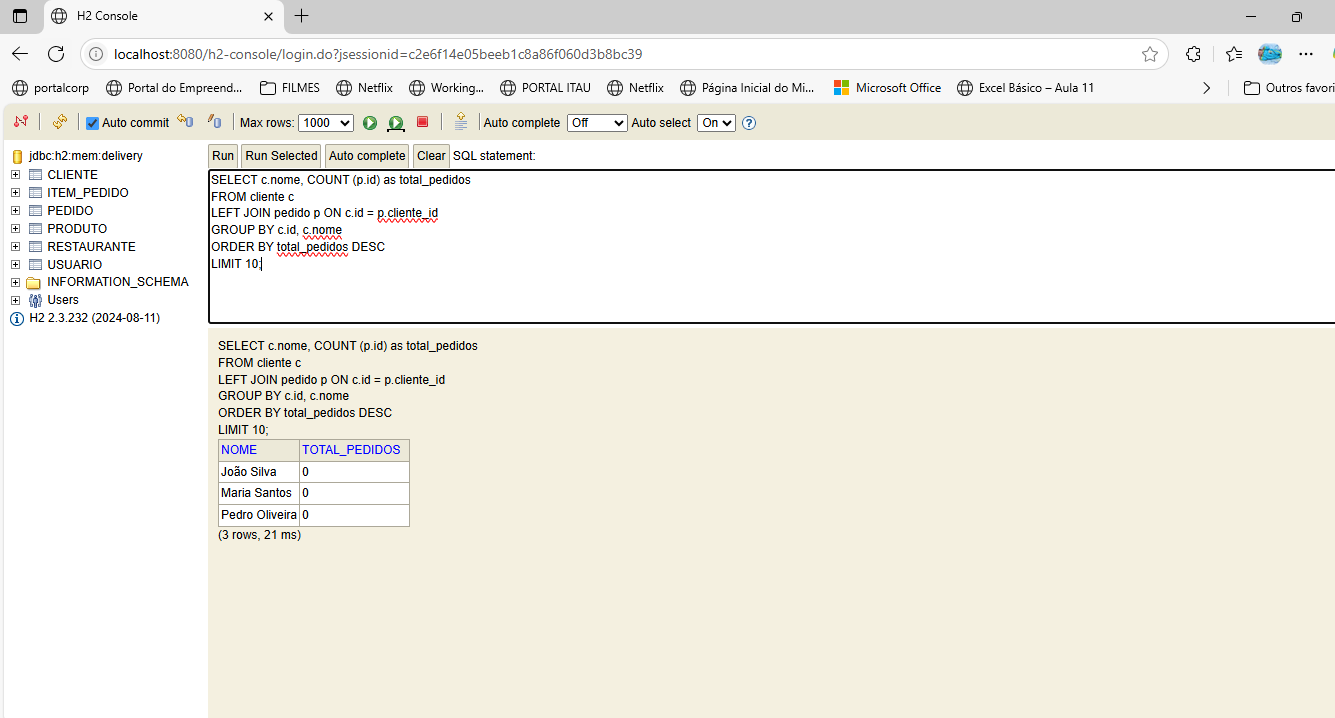 H2 Console
localhost:8080/h2-console/login.do?jsessionid=c2e6f14e05beeb1c8a86f060d3b8bc39
portalcorp Portal do Empreend... FILMES Netflix Working... PORTAL ITAU Netflix Página Inicial do Mi... Microsoft Office Excel Básico – Aula 11 Outros favori
Auto commit Max rows: 1000 Auto complete Off Auto select On
jdbc:h2:mem:delivery
CLIENTE
ITEM_PEDIDO
PEDIDO
PRODUTO
RESTAURANTE
USUARIO
INFORMATION_SCHEMA
Users
H2 2.3.232 (2024-08-11)
Run Run Selected Auto complete Clear SQL statement:
SELECT c.nome, COUNT (p.id) as total_pedidos
FROM cliente c
LEFT JOIN pedido p ON c.id = p.cliente_id
GROUP BY c.id, c.nome
ORDER BY total_pedidos DESC
LIMIT 10;
SELECT c.nome, COUNT (p.id) as total_pedidos
FROM cliente c
LEFT JOIN pedido p ON c.id = p.cliente_id
GROUP BY c.id, c.nome
ORDER BY total_pedidos DESC
LIMIT 10;
NOME TOTAL_PEDIDOS
João Silva 0
Maria Santos 0
Pedro Oliveira 0
(3 rows, 21 ms)